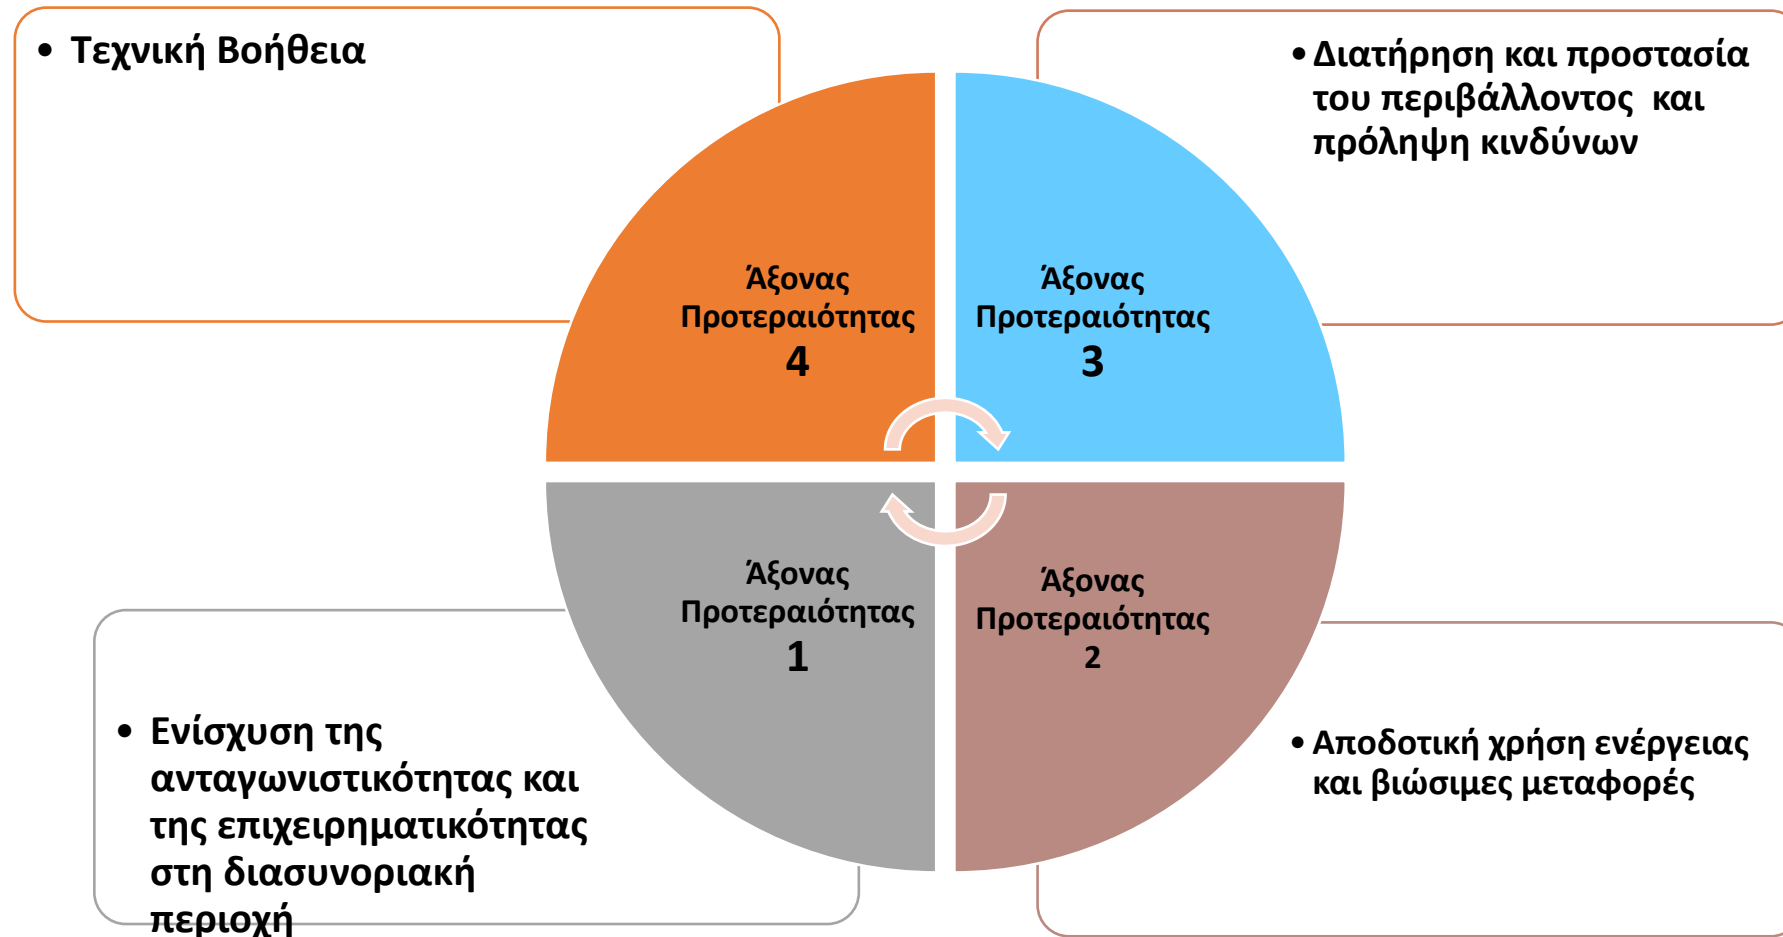 • Τεχνική Βοήθεια
• Διατήρηση και προστασία
του περιβάλλοντος και
πρόληψη κινδύνων
Άξονας
Προτεραιότητας
4
Άξονας
Προτεραιότητας
3
Άξονας
Προτεραιότητας
1
Άξονας
Προτεραιότητας
2
• Ενίσχυση της
ανταγωνιστικότητας και
της επιχειρηματικότητας
στη διασυνοριακή
περιοχή
• Αποδοτική χρήση ενέργειας
και βιώσιμες μεταφορές